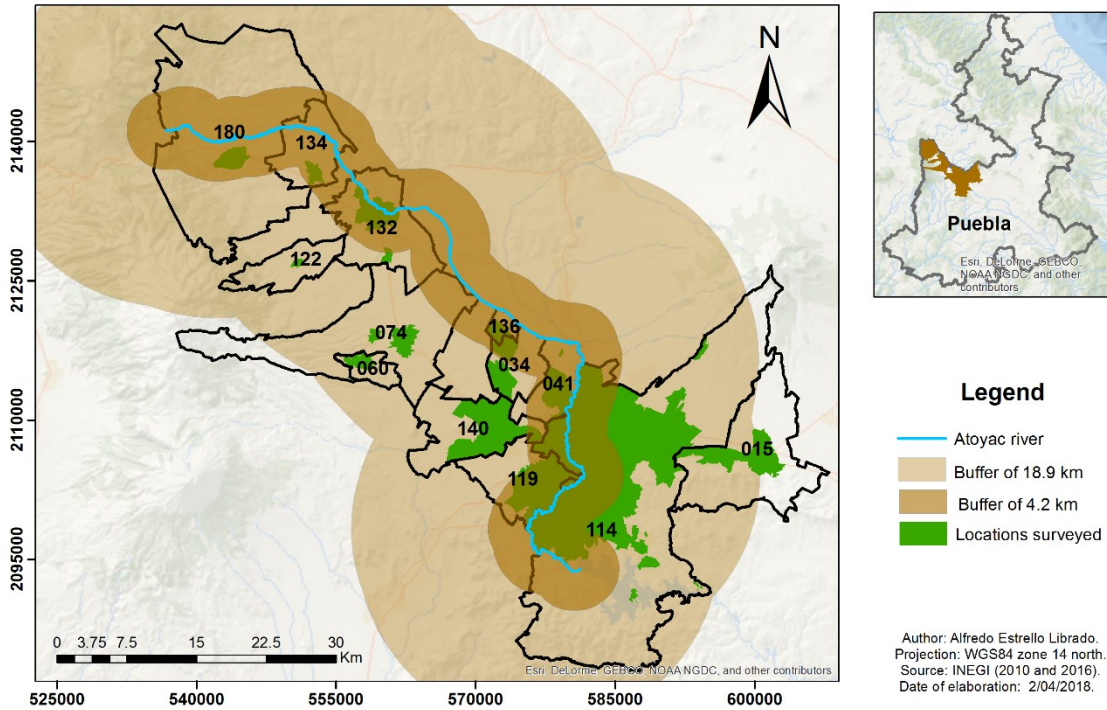 N
180
134
132
122
074
060
136
034
041
140
119
114
015
2140000
2125000
2110000
2095000
525000
540000
555000
570000
585000
600000
0 3.75 7.5 15 22.5 30
Km
Esri, DeLorme, GEBCO, NOAA NGDC, and other contributors
Puebla
Esri, DeLorme, GEBCO,
NOAA NGDC, and other
contributors
Legend
Atoyac river
Buffer of 18.9 km
Buffer of 4.2 km
Locations surveyed
Author: Alfredo Estrello Librado.
Projection: WGS84 zone 14 north.
Source: INEGI (2010 and 2016).
Date of elaboration: 2/04/2018.